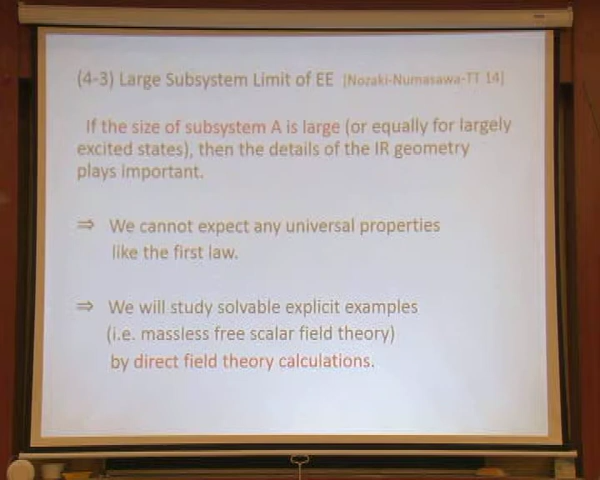 (4-3) Large Subsystem Limit of EE [Nozaki-Numasawa-TT 14]
If the size of subsystem A is large (or equally for largely
excited states), then the details of the IR geometry
plays important.
⇒ We cannot expect any universal properties
like the first law.
⇒ We will study solvable explicit examples
(i.e. massless free scalar field theory)
by direct field theory calculations.